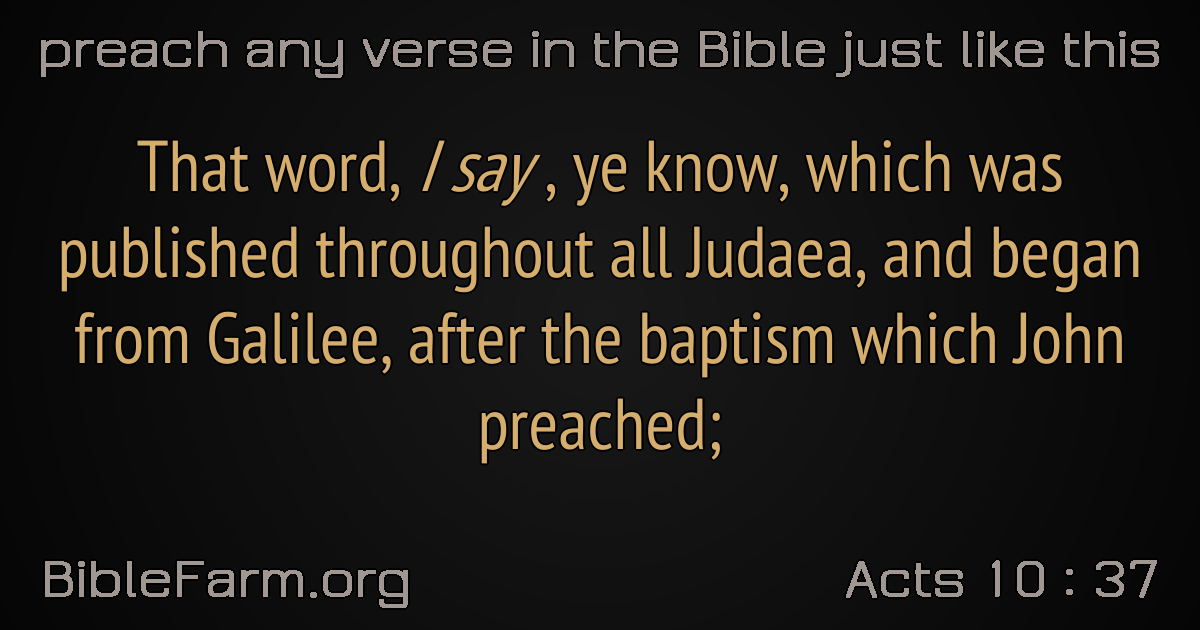 preach any verse in the Bible just like this
That word, I say , ye know, which was
published throughout all Judaea, and began
from Galilee, after the baptism which John
preached;
BibleFarm.org
Acts 10 : 37